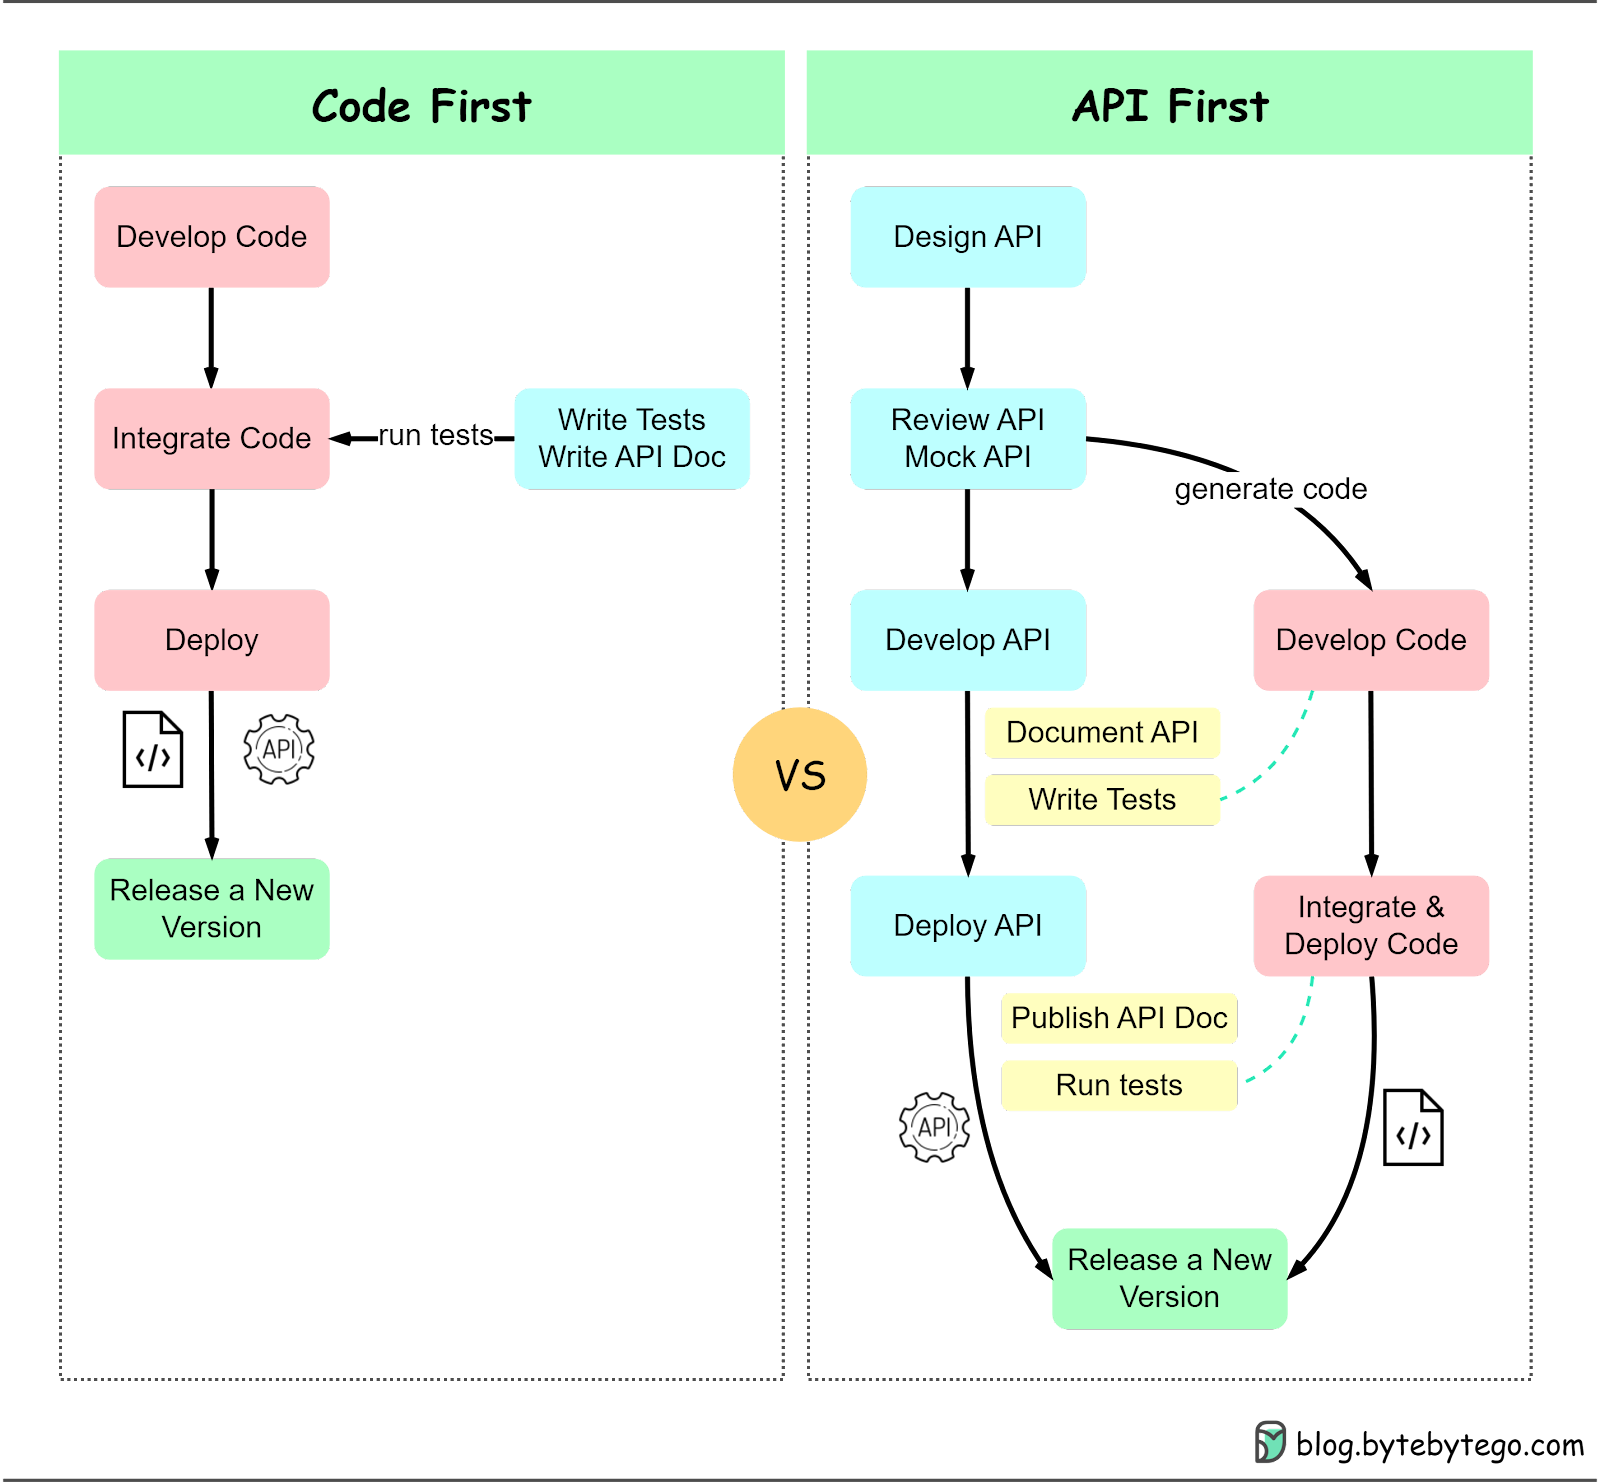 Code First
API First
Develop Code
Integrate Code
run tests
Write Tests
Write API Doc
Deploy
</>
API
Release a New
Version
VS
Design API
Review API
Mock API
generate code
Develop API
Develop Code
Document API
Write Tests
Deploy API
Integrate &
Deploy Code
Publish API Doc
Run tests
API
</>
Release a New
Version
blog.bytebytego.com